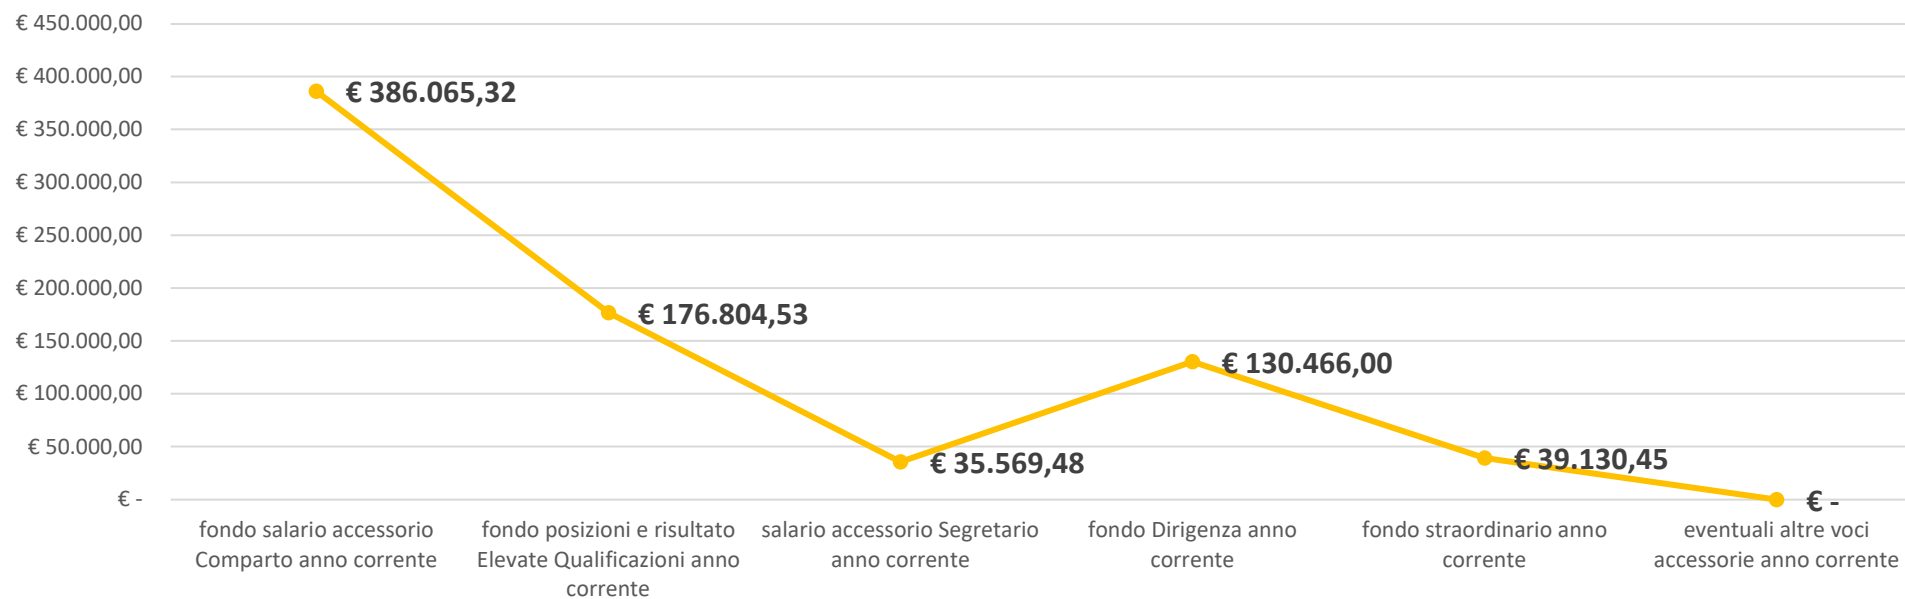 € 450.000,00
€ 400.000,00
€ 350.000,00
€ 300.000,00
€ 250.000,00
€ 200.000,00
€ 150.000,00
€ 100.000,00
€ 50.000,00
€ -
€ 386.065,32
€ 176.804,53
€ 35.569,48
€ 130.466,00
€ 39.130,45
€ -
fondo salario accessorio
Comparto anno corrente
fondo posizioni e risultato
Elevate Qualificazioni anno
corrente
salario accessorio Segretario
anno corrente
fondo Dirigenza anno
corrente
fondo straordinario anno
corrente
eventuali altre voci
accessorie anno corrente